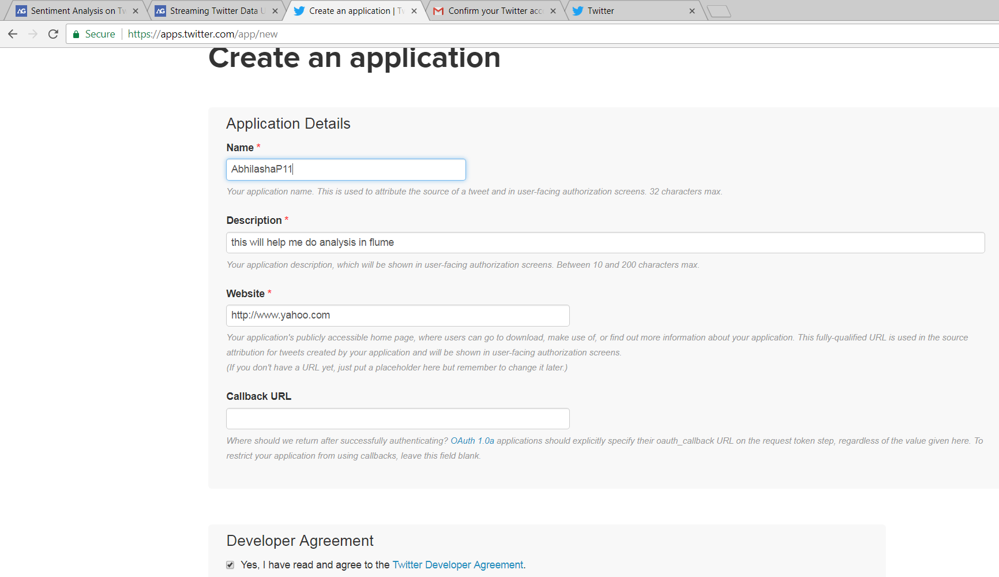 Sentiment Analysis on Tw
Streaming Twitter Data U
Create an application | Tw
Confirm your Twitter acc
Twitter
Secure
https://apps.twitter.com/app/new
Create an application
Application Details
Name *
AbhilashaP11
Your application name. This is used to attribute the source of a tweet and in user-facing authorization screens. 32 characters max.
Description *
this will help me do analysis in flume
Your application description, which will be shown in user-facing authorization screens. Between 10 and 200 characters max.
Website *
http://www.yahoo.com
Your application's publicly accessible home page, where users can go to download, make use of, or find out more information about your application. This fully-qualified URL is used in the source
attribution for tweets created by your application and will be shown in user-facing authorization screens.
(If you don't have a URL yet, just put a placeholder here but remember to change it later.)
Callback URL
Where should we return after successfully authenticating? OAuth 1.0a applications should explicitly specify their oauth_callback URL on the request token step, regardless of the value given here. To
restrict your application from using callbacks, leave this field blank.
Developer Agreement
Yes, I have read and agree to the Twitter Developer Agreement.